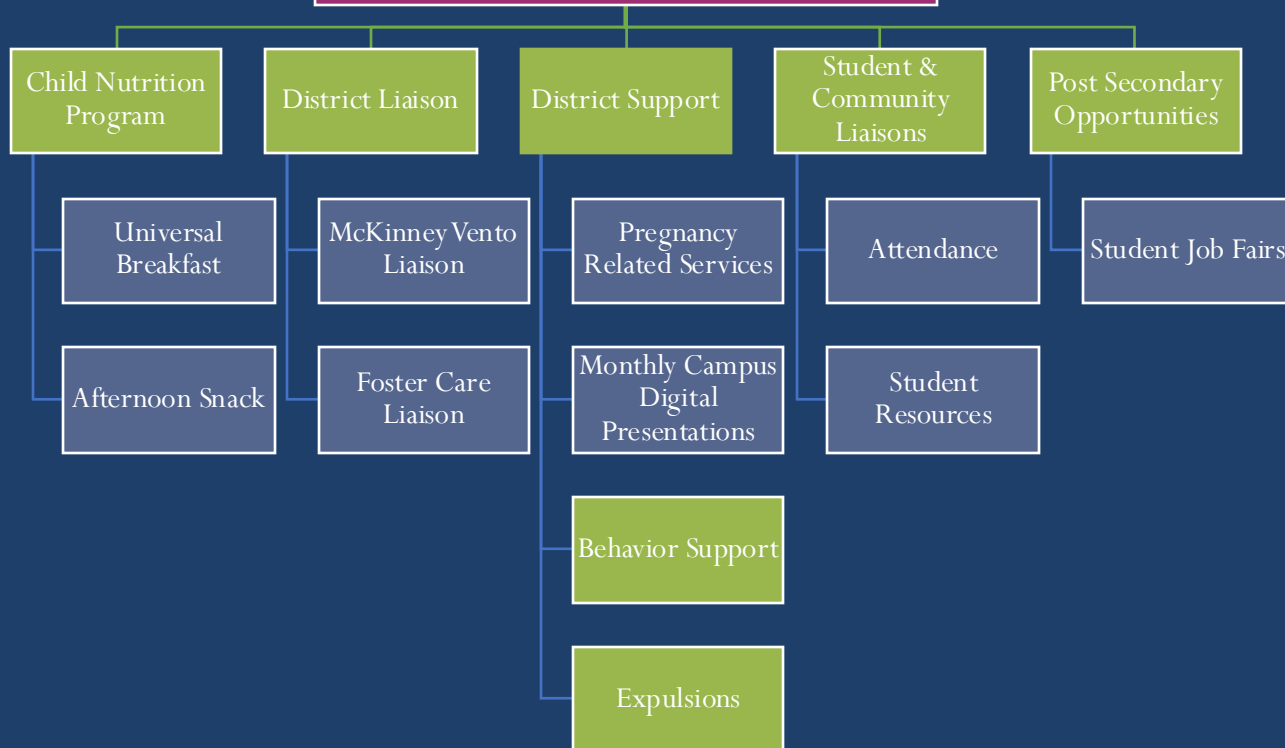 Child Nutrition
Program
District Liaison
District Support
Student &
Community
Liaisons
Post Secondary
Opportunities
Universal
Breakfast
McKinney Vento
Liaison
Pregnancy
Related Services
Attendance
Student Job Fairs
Afternoon Snack
Foster Care
Liaison
Monthly Campus
Digital
Presentations
Student
Resources
Behavior Support
Expulsions